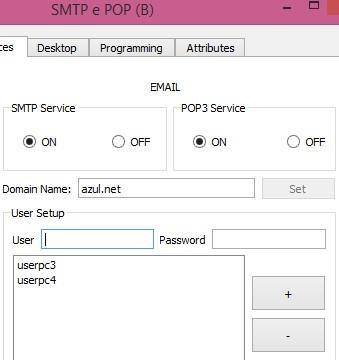 SMTP e POP (B)
ces Desktop Programming Attributes
EMAIL
SMTP Service POP3 Service
ON OFF ON OFF
Domain Name: azul.net Set
User Setup
User Password
userpc3
userpc4
+
-